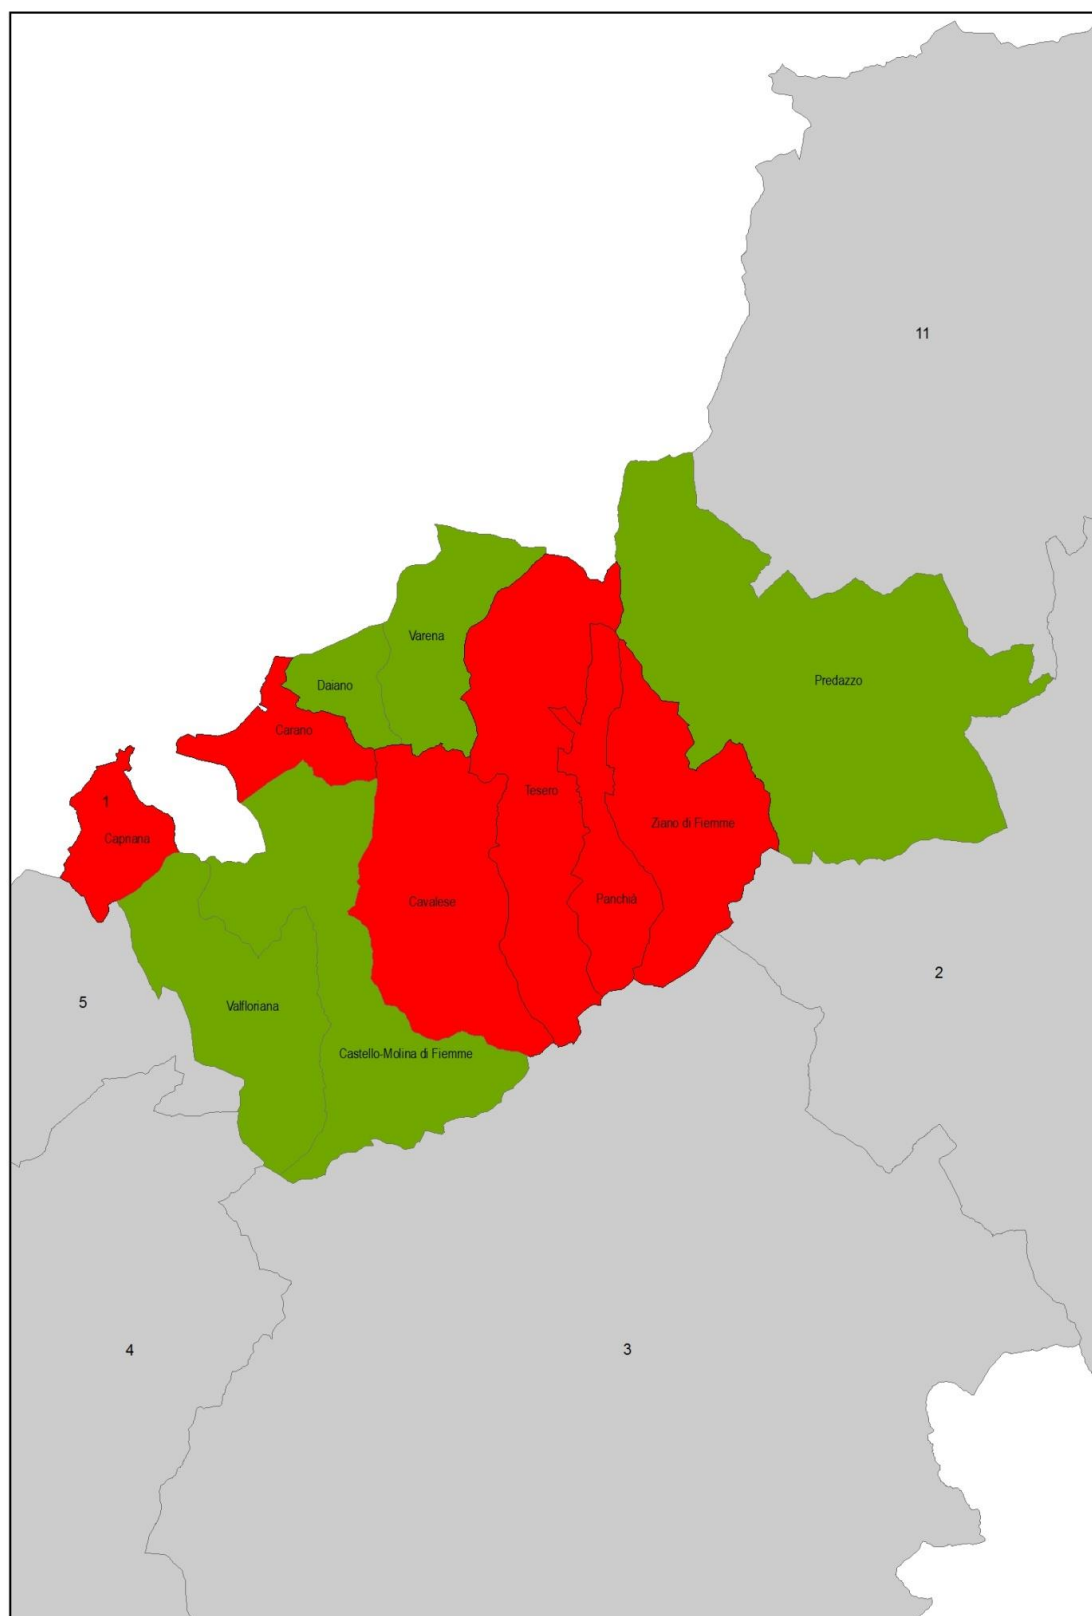 11
Varena
Predazzo
Daiano
Carano
Tesero
1
Ziano di Fiemme
Capriana
Panchià
Cavalese
2
5
Valfloriana
Castello-Molina di Fiemme
4
3